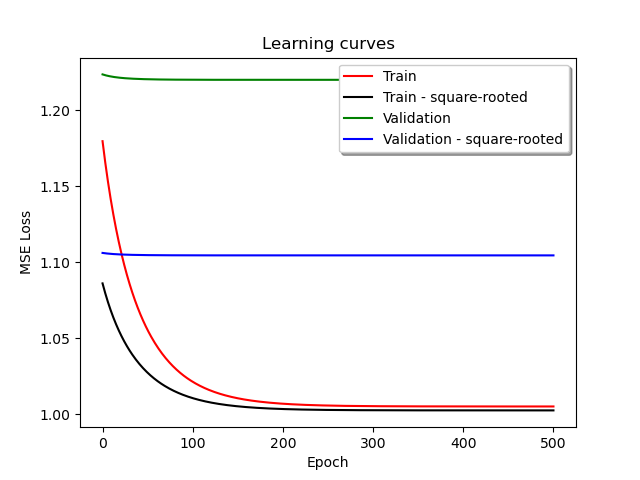 Learning curves
Train
Train - square-rooted
Validation
Validation - square-rooted
1.20
1.15
1.10
1.05
1.00
MSE Loss
0 100 200 300 400 500
Epoch